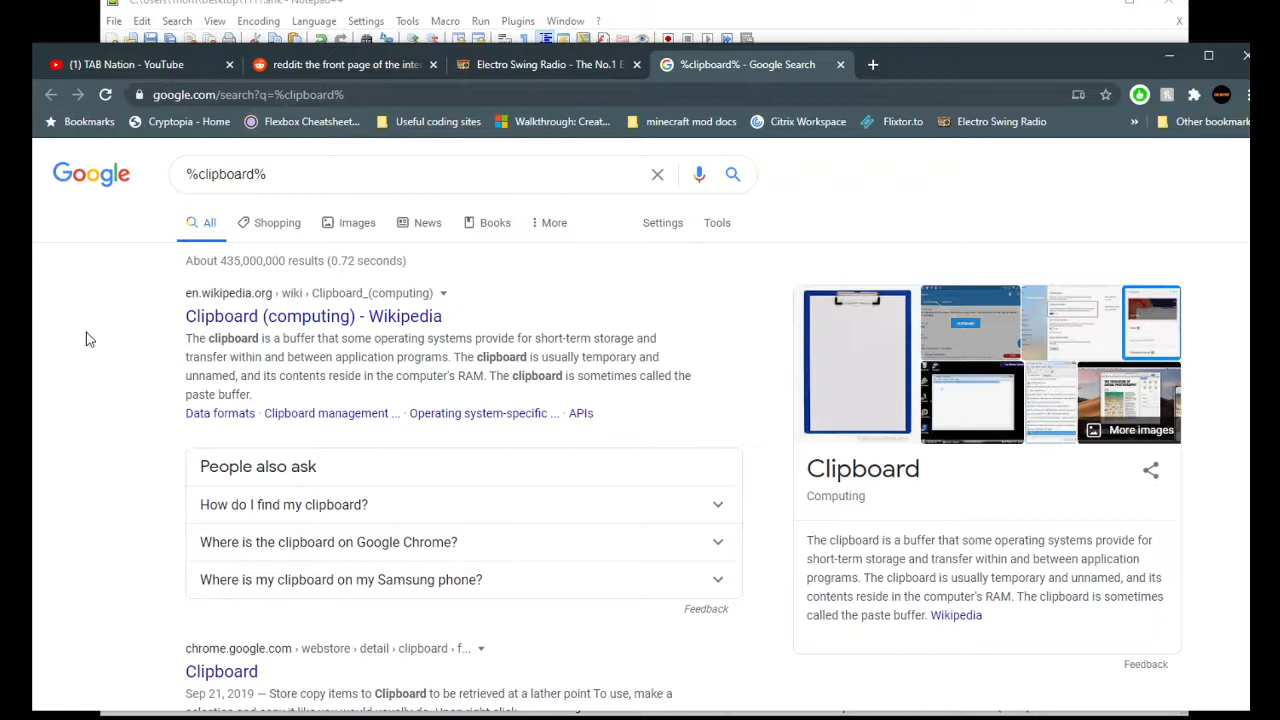 File Edit Search View Encoding Language Settings Tools Macro Run Plugins Window ? X
(1) TAB Nation - YouTube reddit: the front page of the inte Electro Swing Radio - The No.1 E %clipboard% - Google Search
google.com/search?q=%clipboard%
Bookmarks Cryptopia - Home Flexbox Cheatsheet... Useful coding sites Walkthrough: Creat... minecraft mod docs Citrix Workspace Flixtor.to Electro Swing Radio » Other bookmark
Google %clipboard%
All Shopping Images News Books More Settings Tools
About 435,000,000 results (0.72 seconds)
en.wikipedia.org › wiki › Clipboard_(computing)
Clipboard (computing) - Wikipedia
The clipboard is a buffer that some operating systems provide for short-term storage and
transfer within and between application programs. The clipboard is usually temporary and
unnamed, and its contents reside in the computer's RAM. The clipboard is sometimes called the
paste buffer.
Data formats · Clipboard management ... · Operating system-specific ... · APIs
People also ask
How do I find my clipboard?
Where is the clipboard on Google Chrome?
Where is my clipboard on my Samsung phone?
Feedback
chrome.google.com › webstore › detail › clipboard › f...
Clipboard
Sep 21, 2019 — Store copy items to Clipboard to be retrieved at a lather point To use, make a
More images
Clipboard
Computing
The clipboard is a buffer that some operating systems provide for
short-term storage and transfer within and between application
programs. The clipboard is usually temporary and unnamed, and its
contents reside in the computer's RAM. The clipboard is sometimes
called the paste buffer. Wikipedia
Feedback